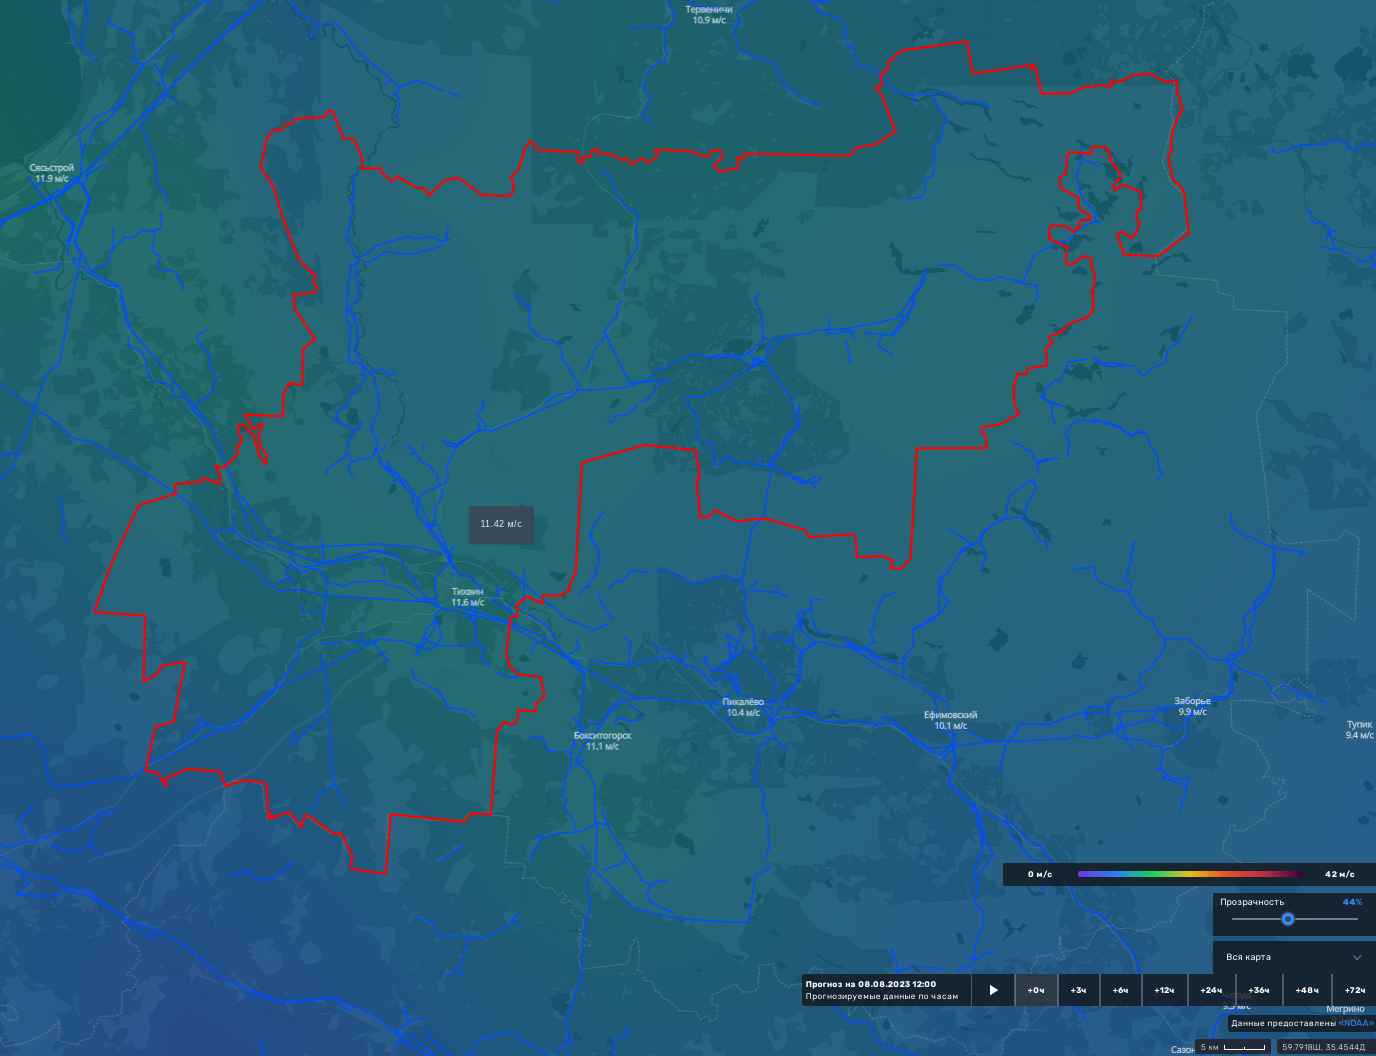 Тервеничи
10.9 м/с
Сясьстрой
11.9 м/с
11.42 м/с
Тихвин
11.6 м/с
Пикалёво
10.4 м/с
Ефимовский
10.1 м/с
Заборье
9.9 м/с
Тупик
9.4 м/с
Бокситогорск
11.1 м/с
0 м/с
42 м/с
Прозрачность 44%
Вся карта
Прогноз на 08.08.2023 12:00
Прогнозируемые данные по часам
+0ч +3ч +6ч +12ч +24ч +36ч +48ч +72ч
Мегрино
Данные предоставлены «NOAA»
Сазон
5 км
59.7918Ш, 35.4544Д